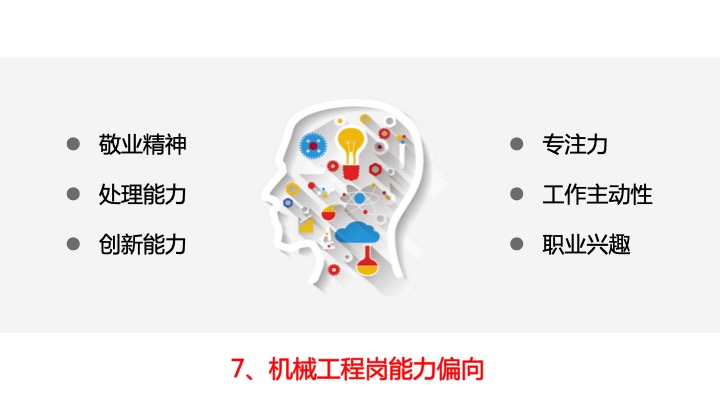 敬业精神
处理能力
创新能力
专注力
工作主动性
职业兴趣
7、机械工程岗能力偏向